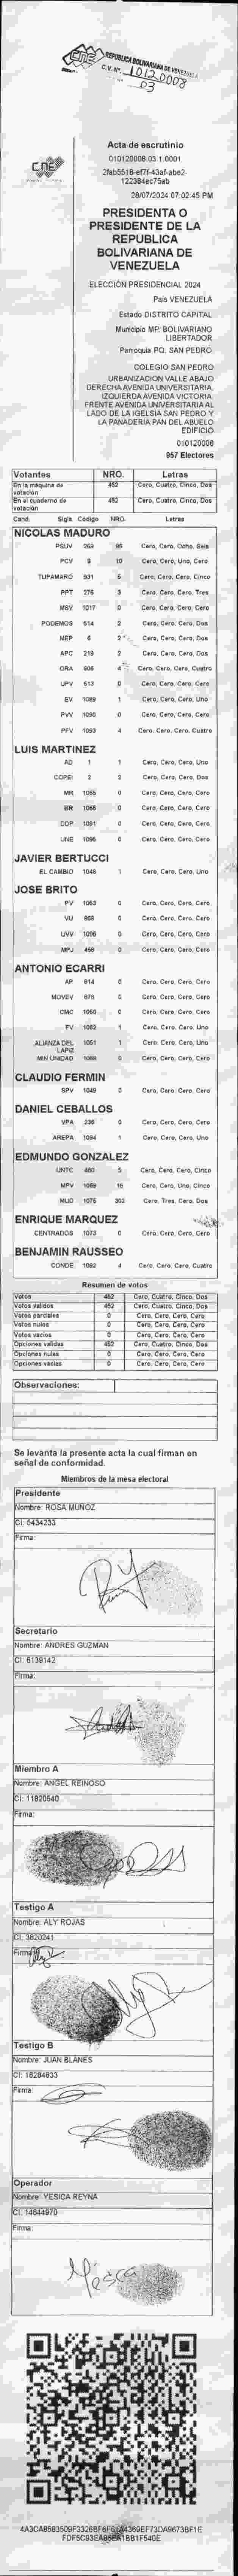 CNE
REPUBLICA BOLIVARIANA DE VENEZUELA
C.V. N°: 010120008
03
Acta de escrutinio
010120008.03.1.0001
28/07/2024 07:02:45 PM
CNE
PRESIDENTA O
PRESIDENTE DE LA
REPUBLICA
BOLIVARIANA DE
VENEZUELA
ELECCIÓN PRESIDENCIAL 2024
País VENEZUELA
Estado DISTRITO CAPITAL
Municipio MP. BOLIVARIANO
LIBERTADOR
Parroquia PQ. SAN PEDRO
COLEGIO SAN PEDRO
URBANIZACIÓN VALLE ABAJO
DERECHA AVENIDA UNIVERSITARIA.
IZQUIERDA AVENIDA VICTORIA.
FRENTE AVENIDA UNIVERSITARIA AL
LADO DE LA IGELSIA SAN PEDRO Y
LA PANADERIA PAN DEL ABUELO
EDIFICIO
010120008
957 Electores
Votantes NRO. Letras
En la máquina de votación 452 Cero, Cuatro, Cinco, Dos
En el cuaderno de votación 452 Cero, Cuatro, Cinco, Dos
Cand. Sigla Código NRO. Letras
NICOLAS MADURO
PSUV 269 86 Cero, Cero, Ocho, Seis
PCV 9 10 Cero, Cero, Uno, Cero
TUPAMARO 931 5 Cero, Cero, Cero, Cinco
PPT 276 3 Cero, Cero, Cero, Tres
MSV 1017 0 Cero, Cero, Cero, Cero
PODEMOS 514 2 Cero, Cero, Cero, Dos
MEP 6 2 Cero, Cero, Cero, Dos
APC 219 2 Cero, Cero, Cero, Dos
ORA 906 4 Cero, Cero, Cero, Cuatro
UPV 513 0 Cero, Cero, Cero, Cero
EV 1089 1 Cero, Cero, Cero, Uno
PVV 1090 0 Cero, Cero, Cero, Cero
PFV 1093 4 Cero, Cero, Cero, Cuatro
LUIS MARTINEZ
AD 1 1 Cero, Cero, Cero, Uno
COPEI 2 2 Cero, Cero, Cero, Dos
MR 1055 0 Cero, Cero, Cero, Cero
BR 1065 0 Cero, Cero, Cero, Cero
DDP 1091 0 Cero, Cero, Cero, Cero
UNE 1095 0 Cero, Cero, Cero, Cero
JAVIER BERTUCCI
EL CAMBIO 1048 1 Cero, Cero, Cero, Uno
JOSE BRITO
PV 1063 0 Cero, Cero, Cero, Cero
VU 868 0 Cero, Cero, Cero, Cero
UVV 1096 0 Cero, Cero, Cero, Cero
MPJ 458 0 Cero, Cero, Cero, Cero
ANTONIO ECARRI
AP 914 0 Cero, Cero, Cero, Cero
MOVEV 679 0 Cero, Cero, Cero, Cero
CMC 1050 0 Cero, Cero, Cero, Cero
FV 1052 1 Cero, Cero, Cero, Uno
ALIANZA DEL LAPIZ 1051 1 Cero, Cero, Cero, Uno
MIN UNIDAD 1088 0 Cero, Cero, Cero, Cero
CLAUDIO FERMIN
SPV 1049 0 Cero, Cero, Cero, Cero
DANIEL CEBALLOS
VPA 236 0 Cero, Cero, Cero, Cero
AREPA 1094 1 Cero, Cero, Cero, Uno
EDMUNDO GONZALEZ
UNTC 460 5 Cero, Cero, Cero, Cinco
MPV 1069 15 Cero, Cero, Uno, Cinco
MUD 1075 302 Cero, Tres, Cero, Dos
ENRIQUE MARQUEZ
CENTRADOS 1073 0 Cero, Cero, Cero, Cero
BENJAMIN RAUSSEO
CONDE 1092 4 Cero, Cero, Cero, Cuatro
Resumen de votos
Votos 452 Cero, Cuatro, Cinco, Dos
Votos validos 452 Cero, Cuatro, Cinco, Dos
Votos parciales 0 Cero, Cero, Cero, Cero
Votos nulos 0 Cero, Cero, Cero, Cero
Votos vacios 0 Cero, Cero, Cero, Cero
Opciones validas 452 Cero, Cuatro, Cinco, Dos
Opciones nulas 0 Cero, Cero, Cero, Cero
Opciones vacias 0 Cero, Cero, Cero, Cero
Observaciones:
Se levanta la presente acta la cual firman en
señal de conformidad.
Miembros de la mesa electoral
Presidente
Nombre: ROSA MUÑOZ
CI: 5434233
Firma:
Secretario
Nombre: ANDRES GUZMAN
CI: 6139142
Firma:
Miembro A
Nombre: ANGEL REINOSO
CI: 11820540
Firma:
Testigo A
Nombre: ALY ROJAS
CI: 3820241
Firma:
Testigo B
Nombre: JUAN BLANES
CI: 16284833
Firma:
Operador
Nombre: YESICA REYNA
CI: 14644970
Firma: